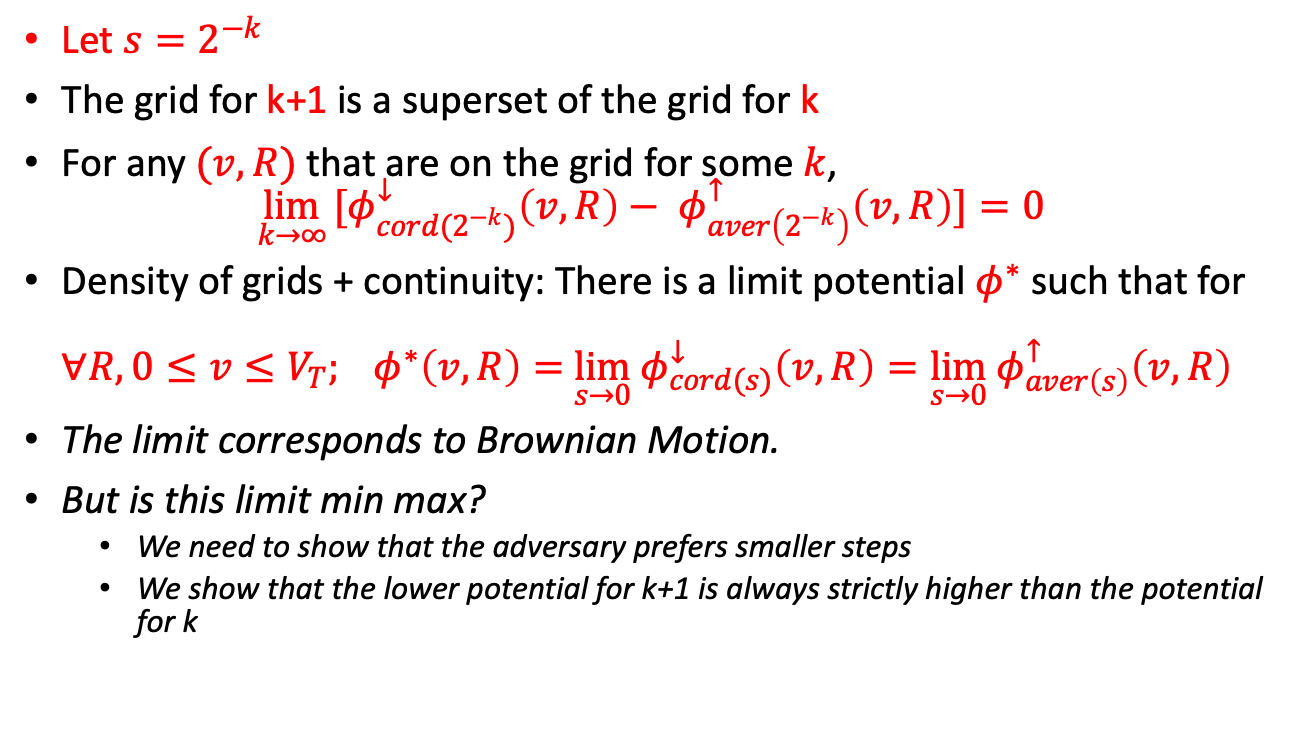 • Let s = 2^{−k}
• The grid for k+1 is a superset of the grid for k
• For any (v, R) that are on the grid for some k,
lim_{k→∞} [ϕ^↓_{cord(2^{−k})}(v, R) − ϕ^↑_{aver(2^{−k})}(v, R)] = 0
• Density of grids + continuity: There is a limit potential ϕ* such that for
∀R, 0 ≤ v ≤ V_T; ϕ*(v, R) = lim_{s→0} ϕ^↓_{cord(s)}(v, R) = lim_{s→0} ϕ^↑_{aver(s)}(v, R)
• The limit corresponds to Brownian Motion.
• But is this limit min max?
• We need to show that the adversary prefers smaller steps
• We show that the lower potential for k+1 is always strictly higher than the potential
for k